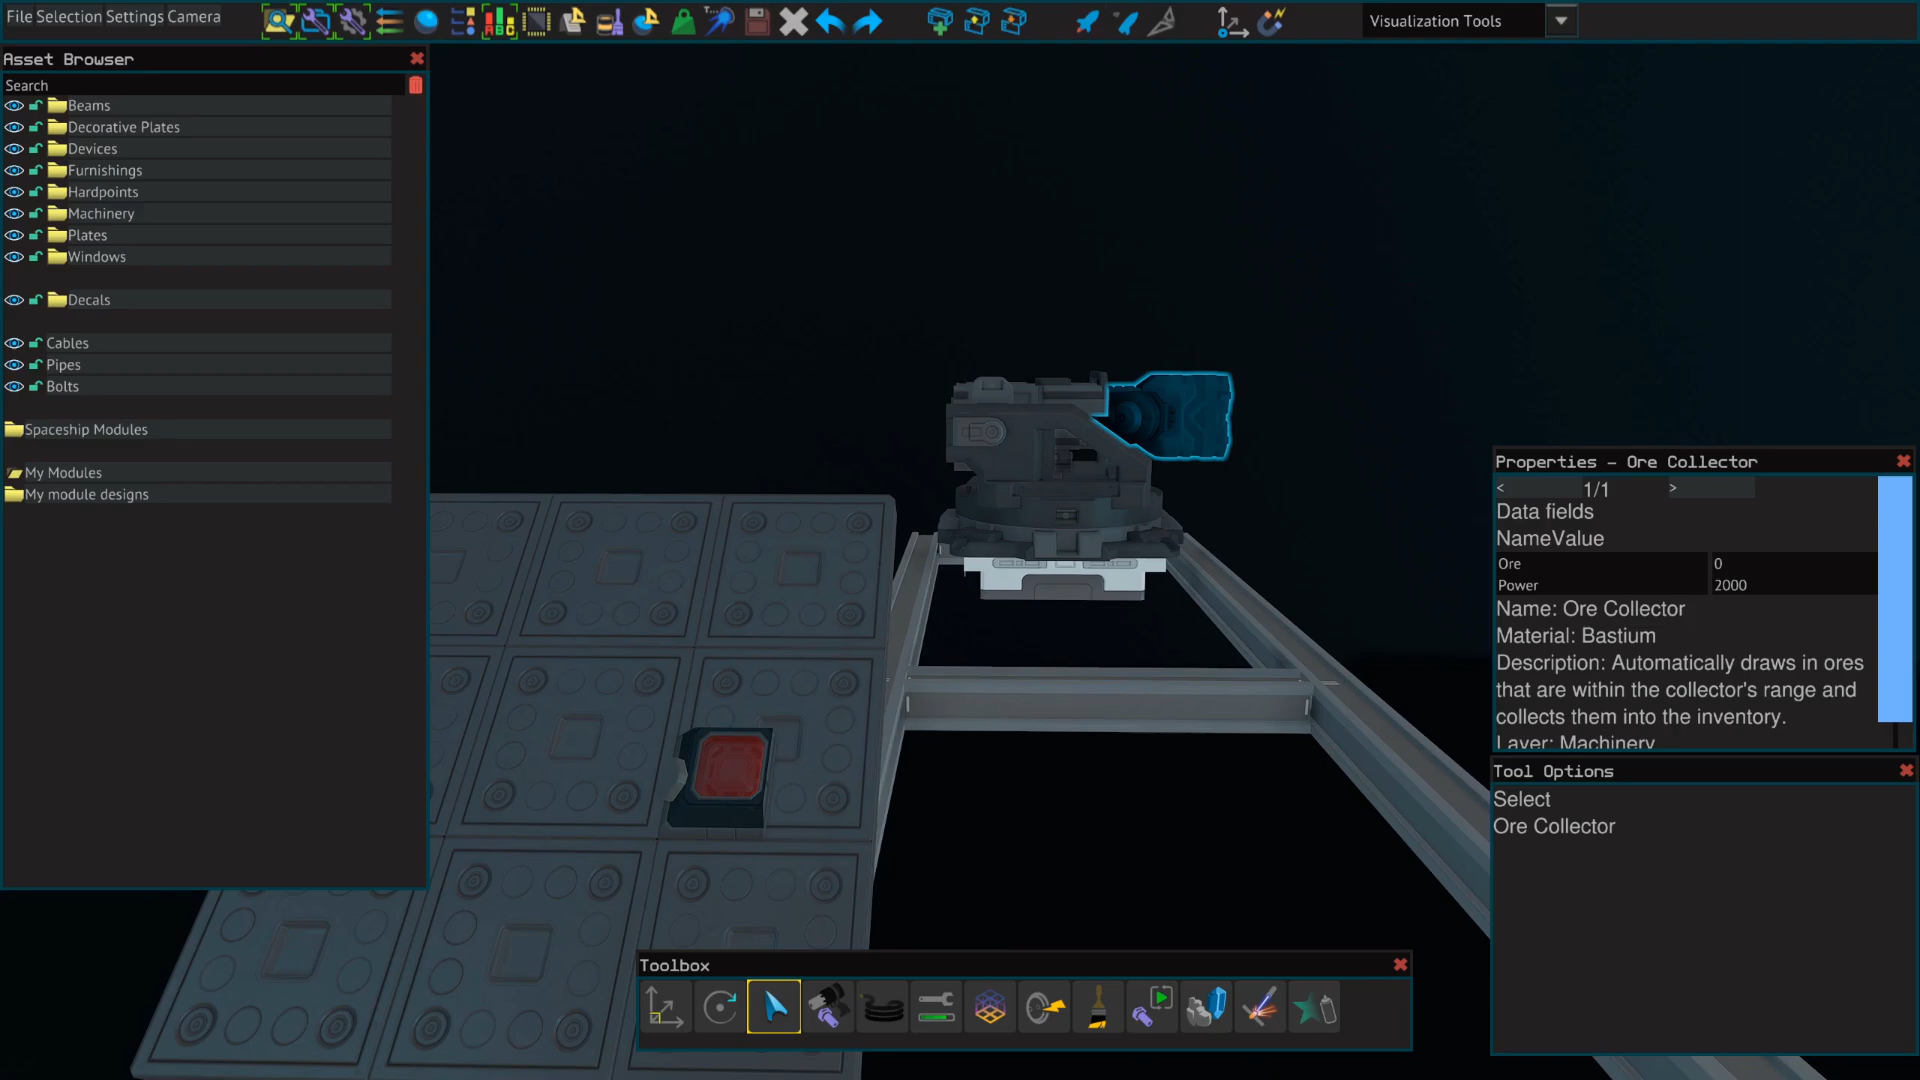 File Selection Settings Camera
Visualization Tools
Asset Browser
Search
Beams
Decorative Plates
Devices
Furnishings
Hardpoints
Machinery
Plates
Windows
Decals
Cables
Pipes
Bolts
Spaceship Modules
My Modules
My module designs
Properties - Ore Collector
< 1/1 >
Data fields
NameValue
Ore 0
Power 2000
Name: Ore Collector
Material: Bastium
Description: Automatically draws in ores
that are within the collector's range and
collects them into the inventory.
Layer: Machinery
Tool Options
Select
Ore Collector
Toolbox